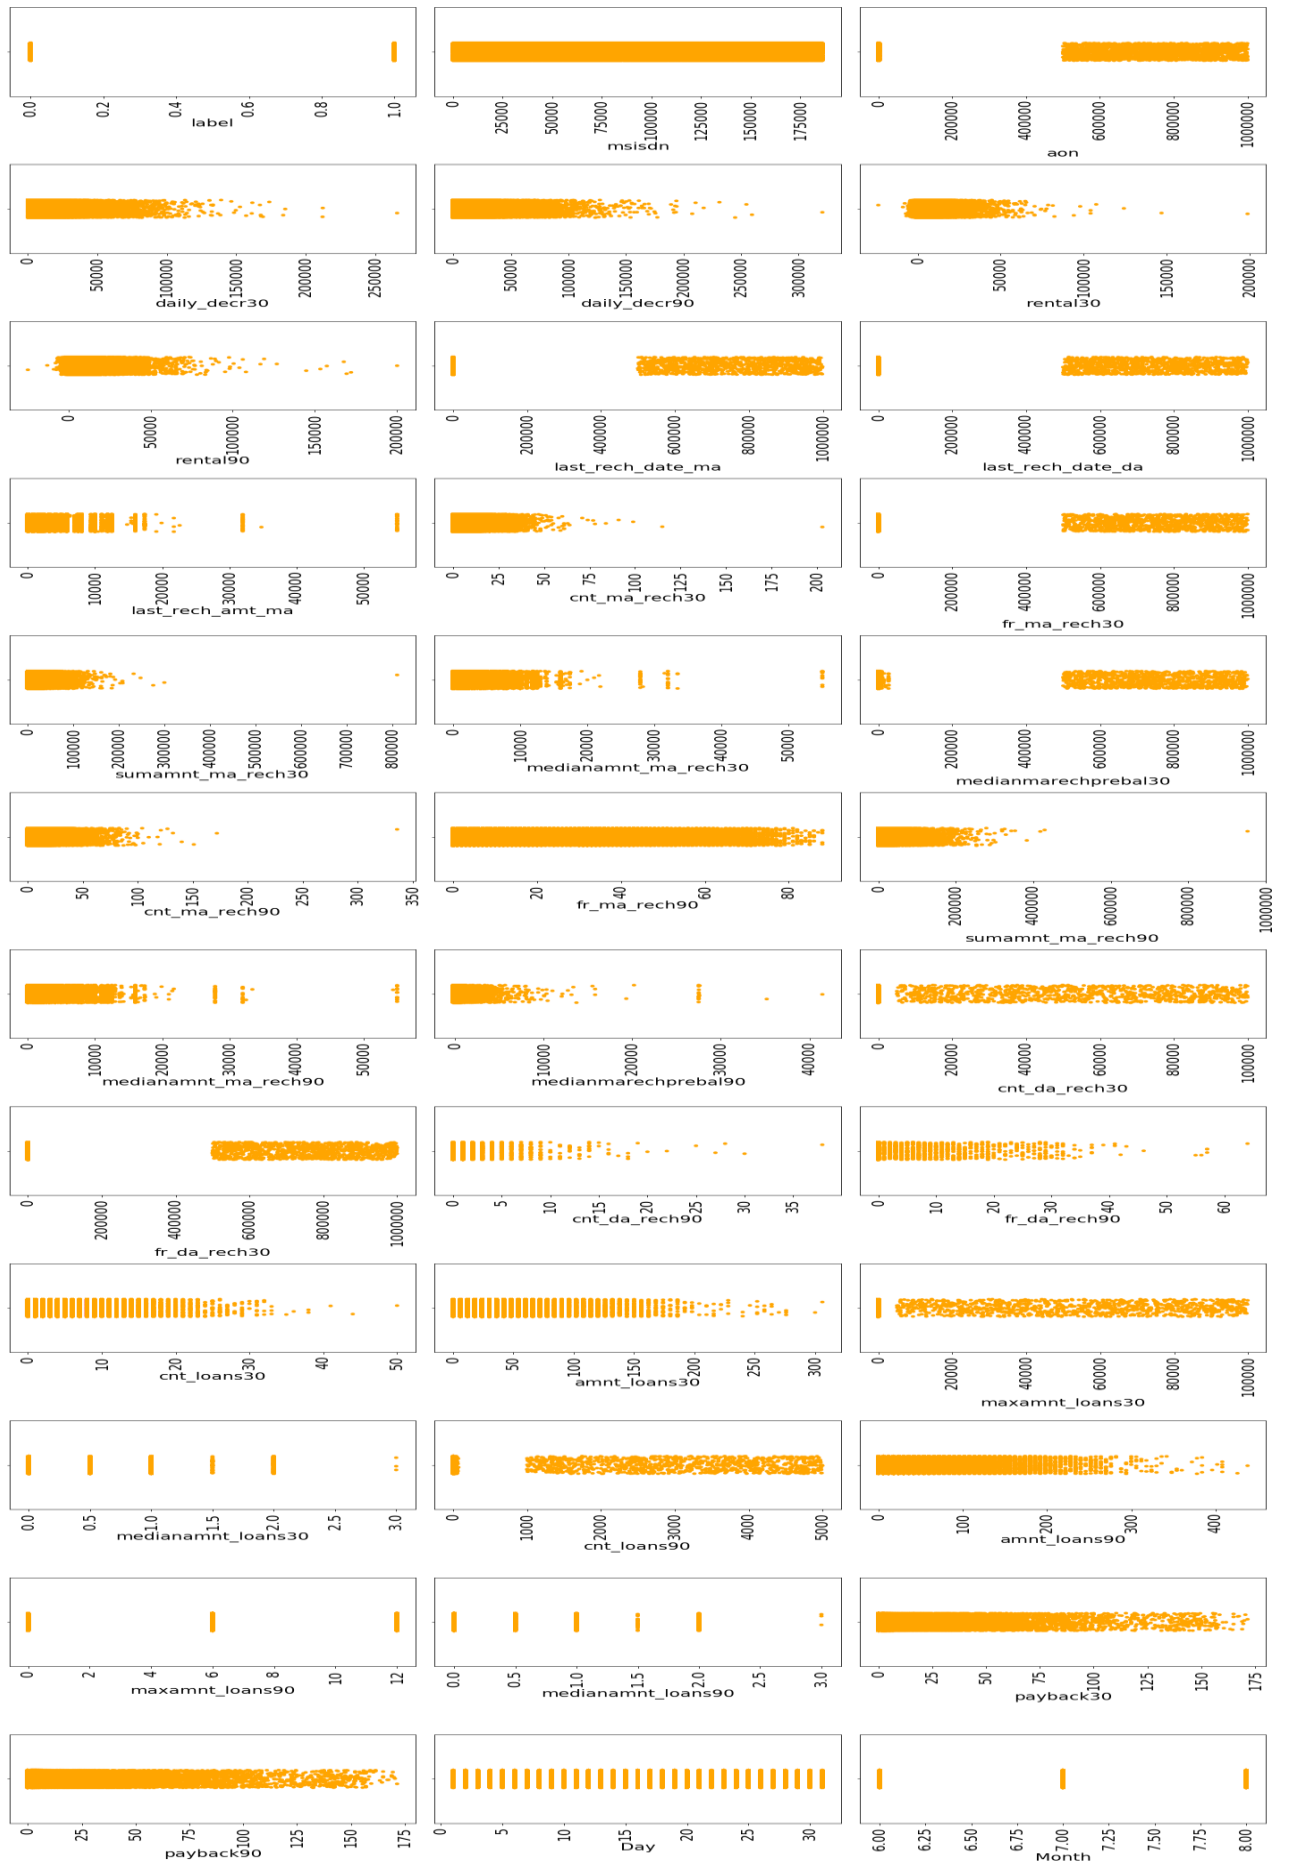 0.0 0.2 0.4 0.6 0.8 1.0
label
0 25000 50000 75000 100000 125000 150000 175000
msisdn
0 200000 400000 600000 800000 1000000
aon
0 50000 100000 150000 200000 250000
daily_decr30
0 50000 100000 150000 200000 250000 300000
daily_decr90
0 50000 100000 150000 200000
rental30
0 50000 100000 150000 200000
rental90
0 200000 400000 600000 800000 1000000
last_rech_date_ma
0 200000 400000 600000 800000 1000000
last_rech_date_da
0 10000 20000 30000 40000 50000
last_rech_amt_ma
0 25 50 75 100 125 150 175 200
cnt_ma_rech30
0 200000 400000 600000 800000 1000000
fr_ma_rech30
0 100000 200000 300000 400000 500000 600000 700000 800000
sumamnt_ma_rech30
0 10000 20000 30000 40000 50000
medianamnt_ma_rech30
0 200000 400000 600000 800000 1000000
medianmarechprebal30
0 50 100 150 200 250 300 350
cnt_ma_rech90
0 20 40 60 80
fr_ma_rech90
0 200000 400000 600000 800000 1000000
sumamnt_ma_rech90
0 10000 20000 30000 40000 50000
medianamnt_ma_rech90
0 10000 20000 30000 40000
medianmarechprebal90
0 20000 40000 60000 80000 100000
cnt_da_rech30
0 200000 400000 600000 800000 1000000
fr_da_rech30
0 5 10 15 20 25 30 35
cnt_da_rech90
0 10 20 30 40 50 60
fr_da_rech90
0 10 20 30 40 50
cnt_loans30
0 50 100 150 200 250 300
amnt_loans30
0 20000 40000 60000 80000 100000
maxamnt_loans30
0.0 0.5 1.0 1.5 2.0 2.5 3.0
medianamnt_loans30
0 1000 2000 3000 4000 5000
cnt_loans90
0 100 200 300 400
amnt_loans90
0 2 4 6 8 10 12
maxamnt_loans90
0.0 0.5 1.0 1.5 2.0 2.5 3.0
medianamnt_loans90
0 25 50 75 100 125 150 175
payback30
0 25 50 75 100 125 150 175
payback90
0 5 10 15 20 25 30
Day
6.00 6.25 6.50 6.75 7.00 7.25 7.50 7.75 8.00
Month